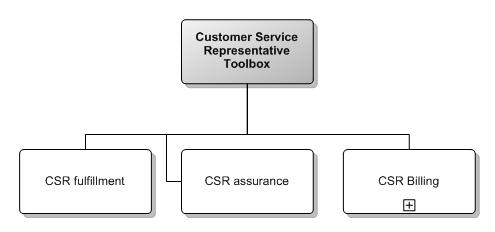 Customer Service
Representative
Toolbox
CSR fulfillment
CSR assurance
CSR Billing